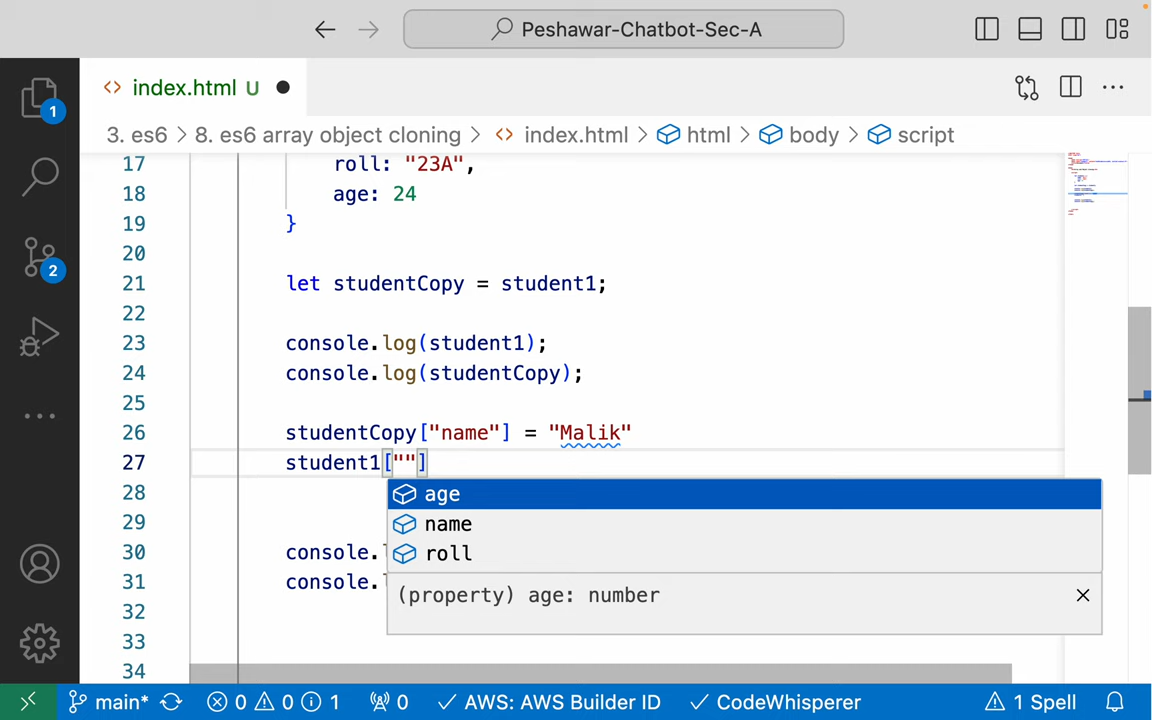 Peshawar-Chatbot-Sec-A
index.html U
3. es6 > 8. es6 array object cloning > index.html > html > body > script
1
2
17 roll: "23A",
18 age: 24
19 }
20
21 let studentCopy = student1;
22
23 console.log(student1);
24 console.log(studentCopy);
25
26 studentCopy["name"] = "Malik"
27 student1[""]
28
29
30 console.
31 console.
32
33
34
age
name
roll
(property) age: number
main* 0 0 1 0 AWS: AWS Builder ID CodeWhisperer 1 Spell